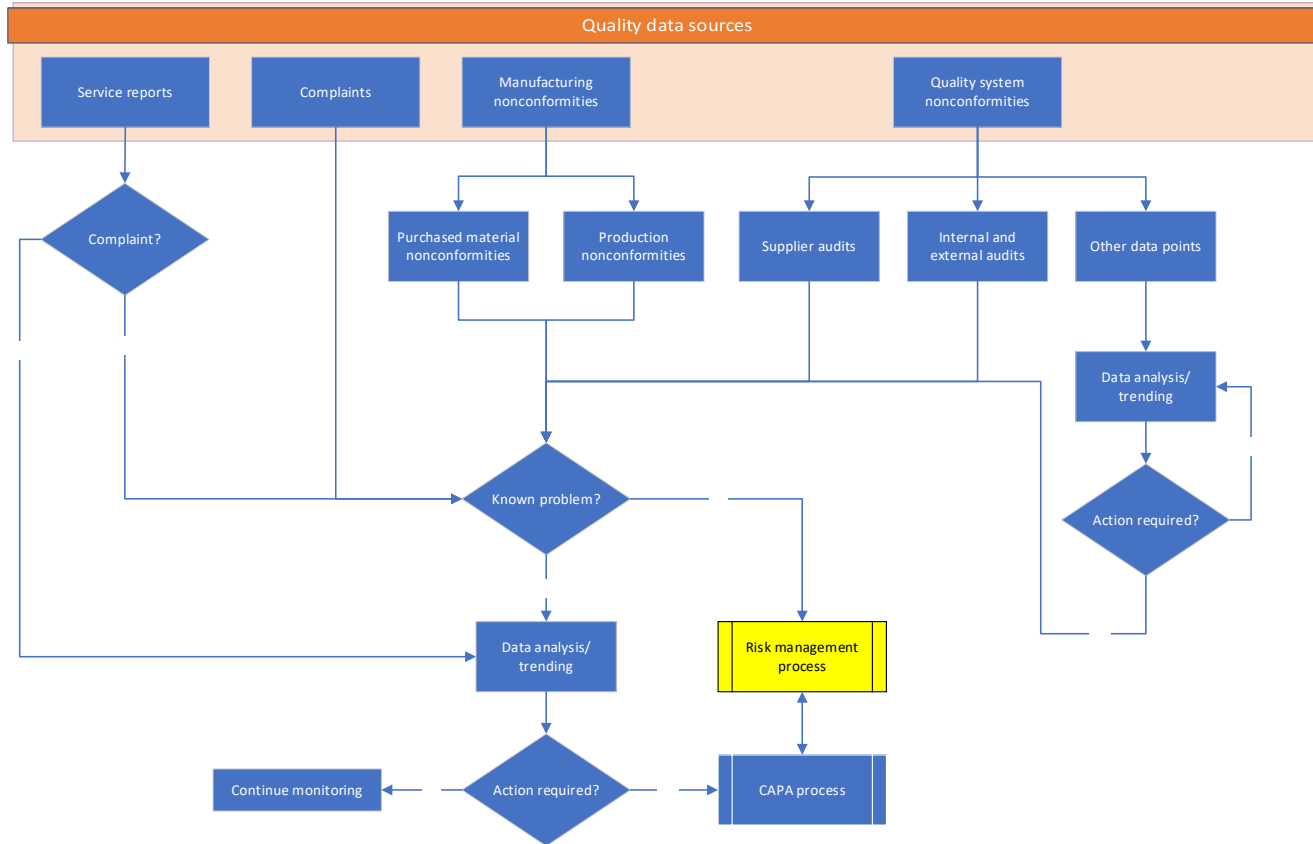 Quality data sources
Service reports
Complaints
Manufacturing
nonconformities
Quality system
nonconformities
Complaint?
Purchased material
nonconformities
Production
nonconformities
Supplier audits
Internal and
external audits
Other data points
Data analysis/
trending
Known problem?
Action required?
Data analysis/
trending
Risk management
process
Continue monitoring
Action required?
CAPA process